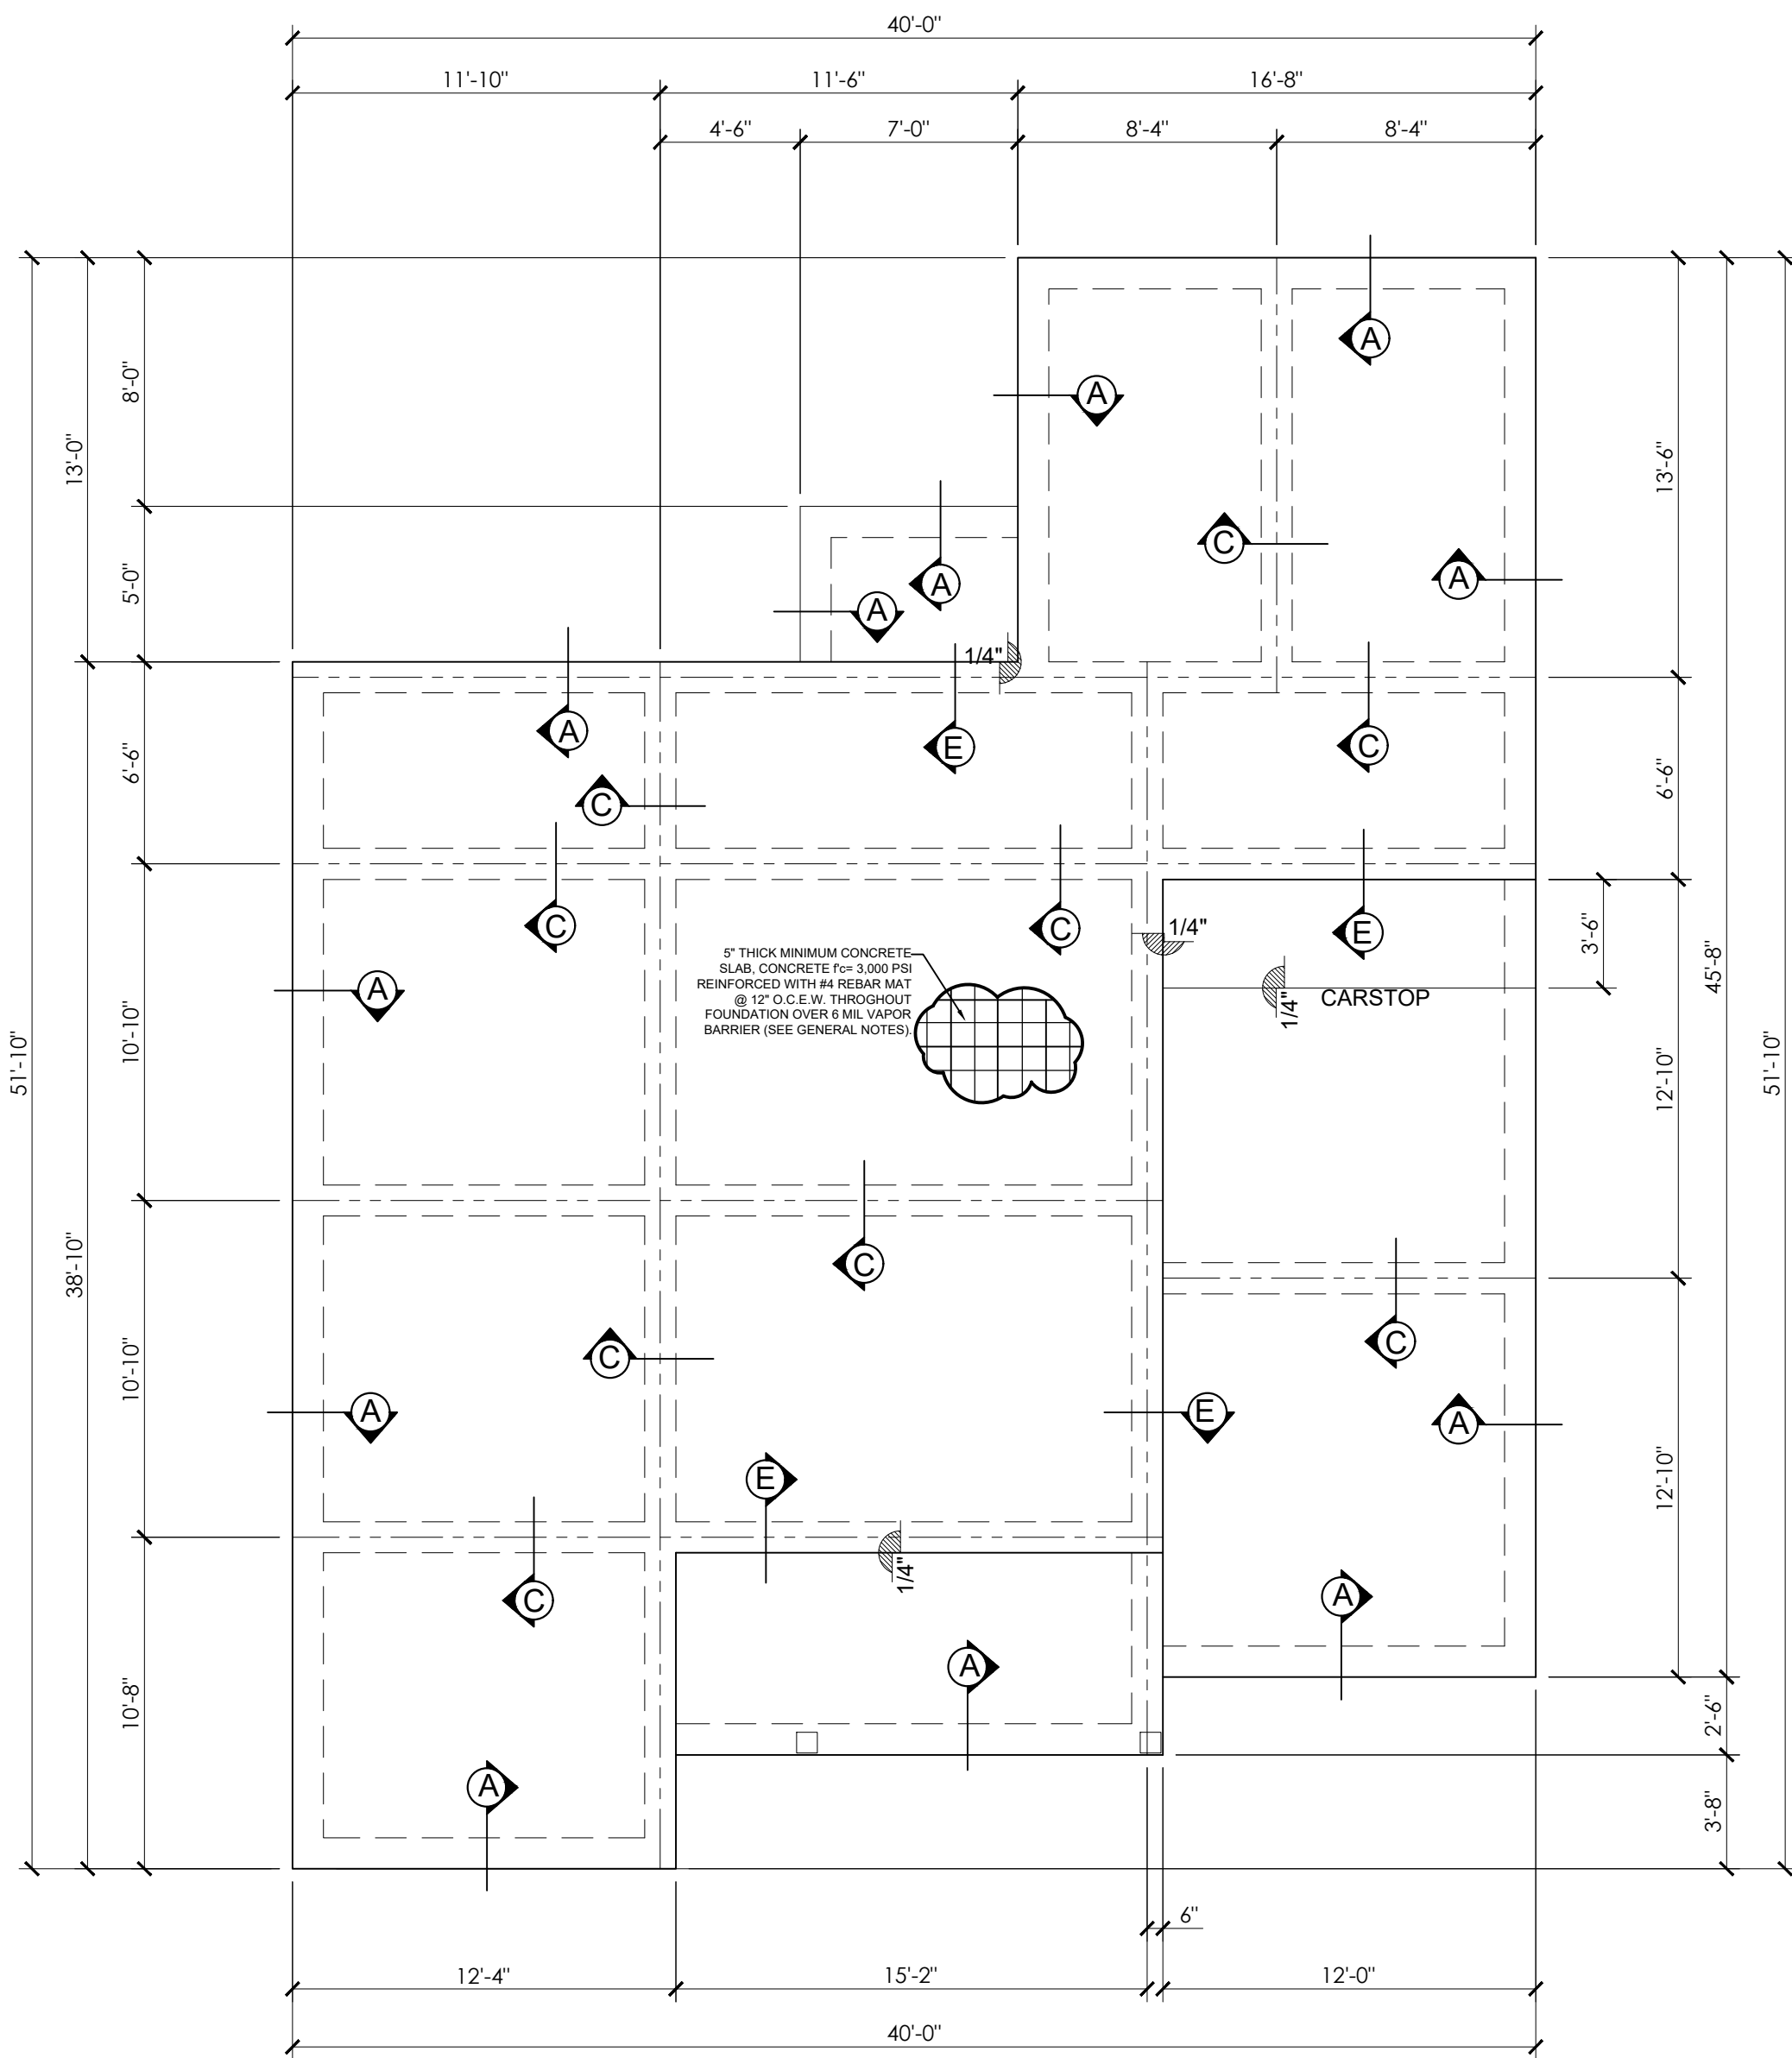 40'-0"
11'-10" 11'-6" 16'-8"
4'-6" 7'-0" 8'-4" 8'-4"
A
8'-0"
A
13'-0" 13'-6"
C
A
5'-0" A
A
1/4"
A
E C
6'-6" 6'-6"
C
C C 1/4" E 3'-6"
5" THICK MINIMUM CONCRETE
SLAB, CONCRETE f'c= 3,000 PSI
REINFORCED WITH #4 REBAR MAT
@ 12" O.C.E.W. THROGHOUT
FOUNDATION OVER 6 MIL VAPOR
BARRIER (SEE GENERAL NOTES).
45'-8"
A
1/4" CARSTOP
10'-10"
51'-10" 12'-10" 51'-10"
38'-10" C
C
C
10'-10"
A E A
E 12'-10"
1/4"
C A
A
10'-8" 2'-6"
A
3'-8"
6"
12'-4" 15'-2" 12'-0"
40'-0"